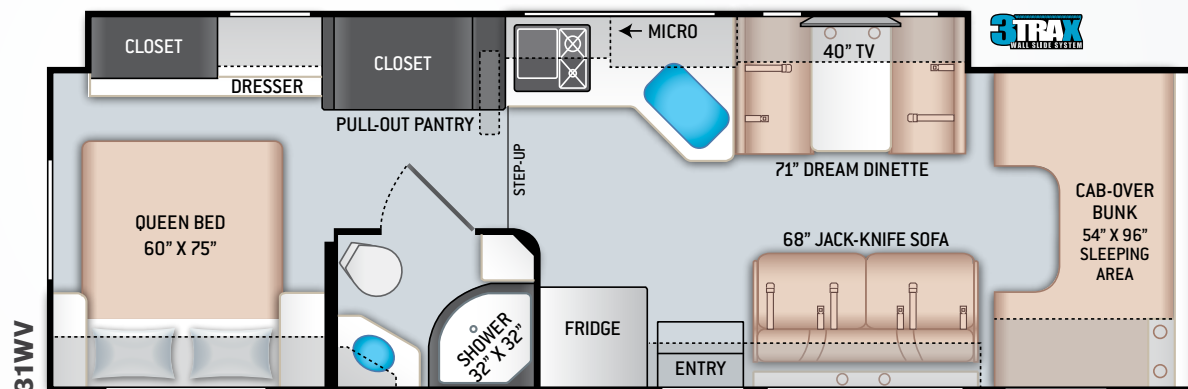 CLOSET
DRESSER
CLOSET
PULL-OUT PANTRY
STEP-UP
MICRO
40” TV
71” DREAM DINETTE
3TRAX
WALL SLIDE SYSTEM
QUEEN BED
60” X 75”
68” JACK-KNIFE SOFA
CAB-OVER
BUNK
54” X 96”
SLEEPING
AREA
SHOWER
32” X 32”
FRIDGE
ENTRY
31WV